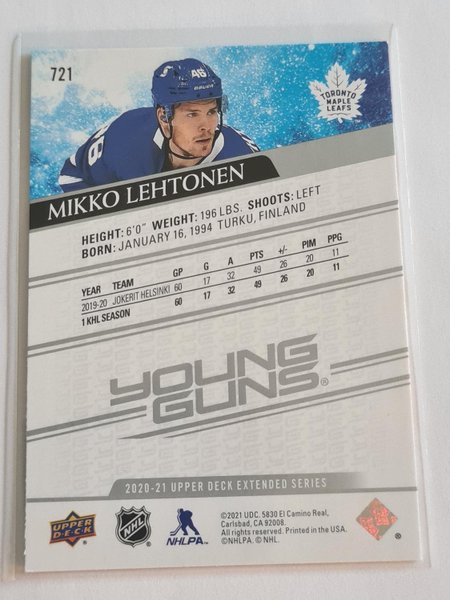 721
46
46
BAUER
TORONTO
MAPLE
LEAFS
MIKKO LEHTONEN
HEIGHT: 6'0" WEIGHT: 196 LBS. SHOOTS: LEFT
BORN: JANUARY 16, 1994 TURKU, FINLAND
YEAR TEAM GP G A PTS +/- PIM PPG
2019-20 JOKERIT HELSINKI 60 17 32 49 26 20 11
1 KHL SEASON 60 17 32 49 26 20 11
YOUNG
GUNS®
2020-21 UPPER DECK EXTENDED SERIES
UPPER
DECK
NHL
NHLPA
©2021 UDC. 5830 El Camino Real,
Carlsbad, CA 92008.
All rights reserved. Printed in the USA.
©NHLPA. © NHL.
®